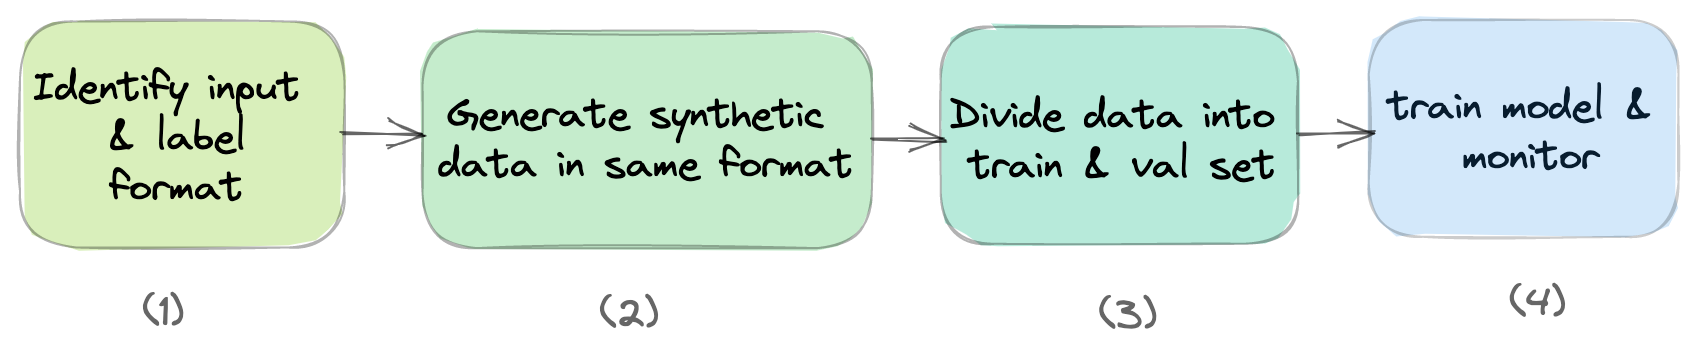 Identify input
& label
format
Generate synthetic
data in same format
Divide data into
train & val set
train model &
monitor
(1)
(2)
(3)
(4)